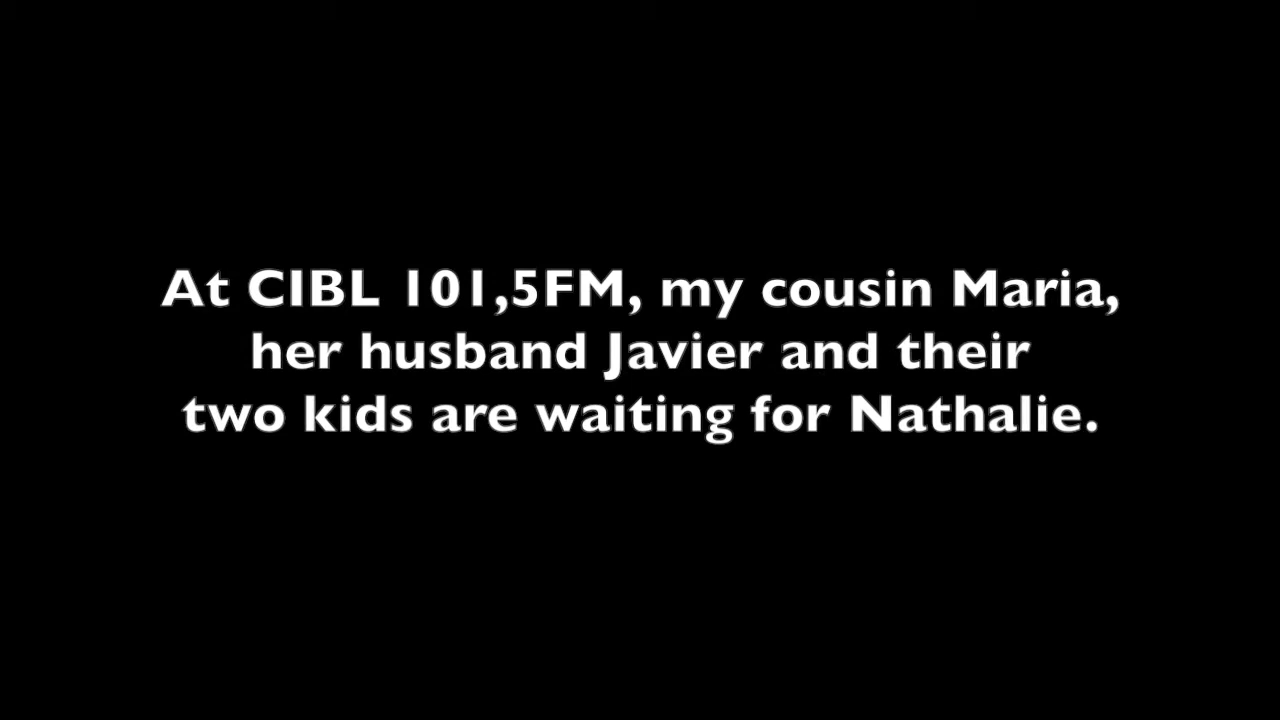 At CIBL 101,5FM, my cousin Maria,
her husband Javier and their
two kids are waiting for Nathalie.